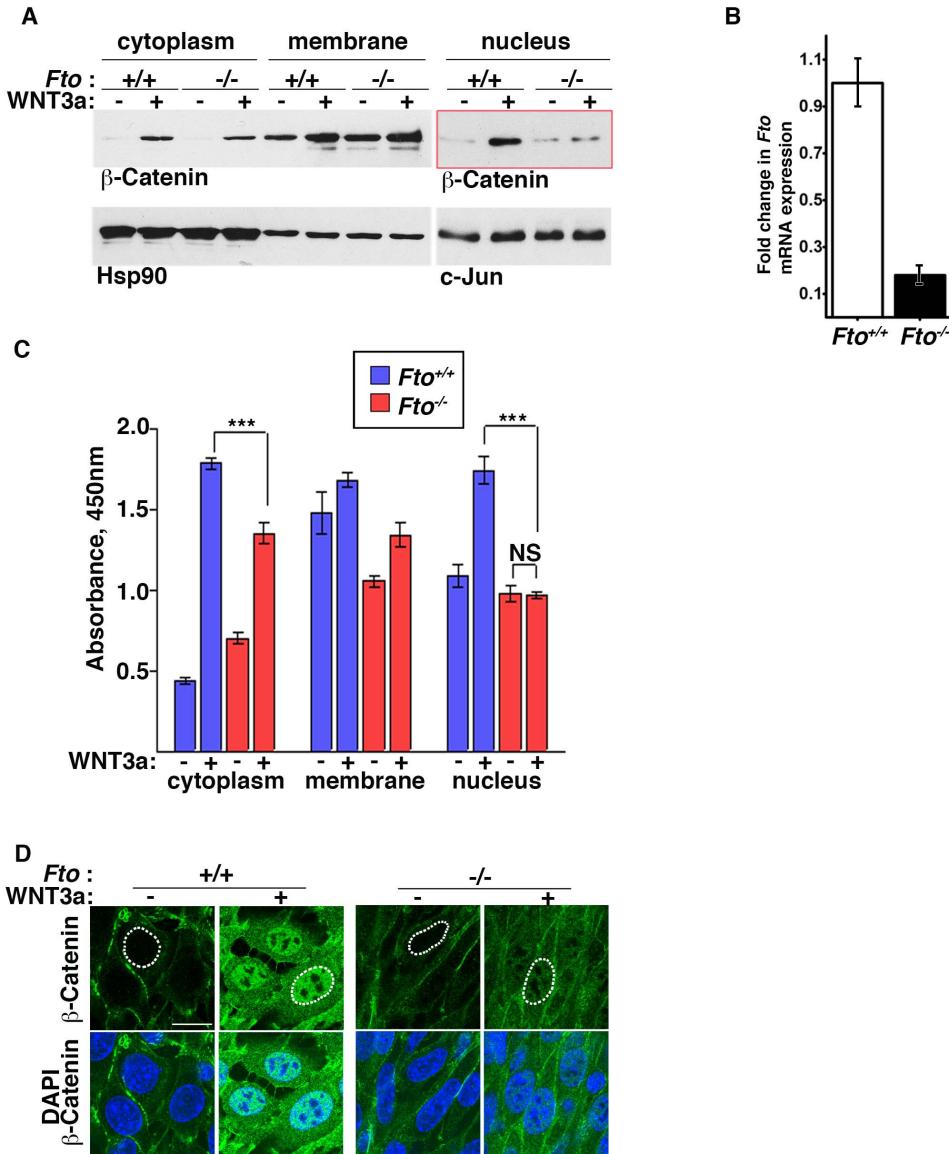 A
cytoplasm membrane nucleus
Fto : +/+ -/- +/+ -/- +/+ -/-
WNT3a: - + - + - + - + - + - +
β-Catenin β-Catenin
Hsp90 c-Jun
B
Fold change in Fto
mRNA expression
1.1
0.9
0.7
0.5
0.3
0.1
Fto+/+ Fto-/-
C
Fto+/+
Fto-/-
Absorbance, 450nm
2.0
1.5
1.0
0.5
***
***
NS
WNT3a: - + - + - + - + - + - +
cytoplasm membrane nucleus
D
Fto : +/+ -/-
WNT3a: - + - +
β-Catenin
DAPI
β-Catenin